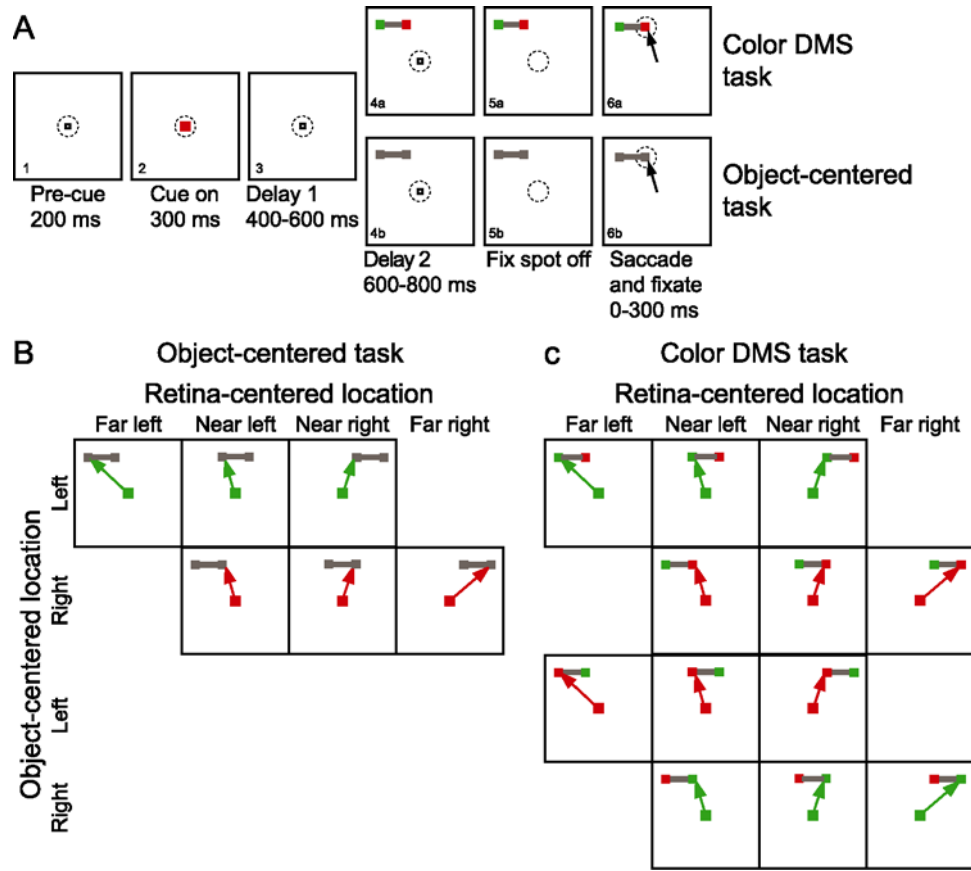 A
1
Pre-cue
200 ms
2
Cue on
300 ms
3
Delay 1
400-600 ms
4a
5a
6a
Color DMS
task
4b
5b
6b
Object-centered
task
Delay 2
600-800 ms
Fix spot off
Saccade
and fixate
0-300 ms
B
Object-centered task
Retina-centered location
Far left Near left Near right Far right
Object-centered location
Left
Right
Left
Right
C
Color DMS task
Retina-centered location
Far left Near left Near right Far right